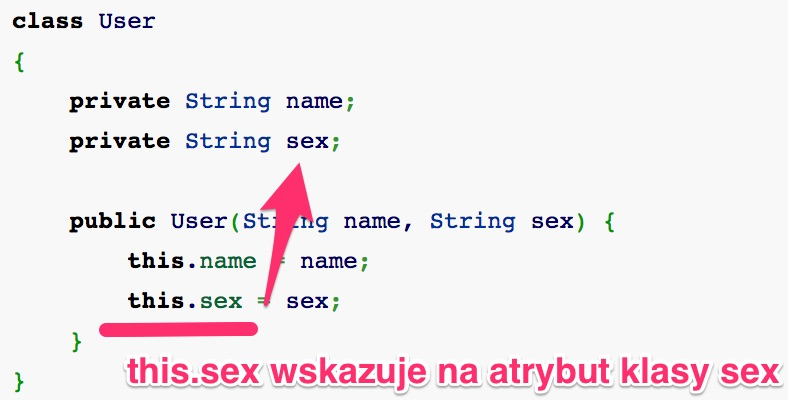 class User
{
private String name;
private String sex;
public User(String name, String sex) {
this.name = name;
this.sex = sex;
}
this.sex wskazuje na atrybut klasy sex
}